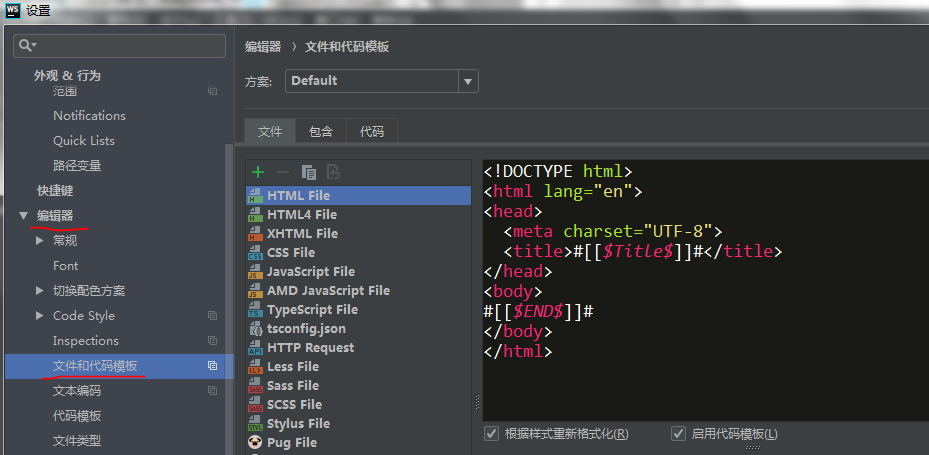 WS 设置
外观 & 行为
范围
Notifications
Quick Lists
路径变量
快捷键
编辑器
常规
Font
切换配色方案
Code Style
Inspections
文件和代码模板
文本编码
代码模板
文件类型
编辑器 › 文件和代码模板
方案: Default
文件 包含 代码
HTML File
HTML4 File
XHTML File
CSS File
JavaScript File
AMD JavaScript File
TypeScript File
tsconfig.json
HTTP Request
Less File
Sass File
SCSS File
Stylus File
Pug File
<!DOCTYPE html>
<html lang="en">
<head>
<meta charset="UTF-8">
<title>#[[$Title$]]#</title>
</head>
<body>
#[[$END$]]#
</body>
</html>
根据样式重新格式化(R) 启用代码模板(L)